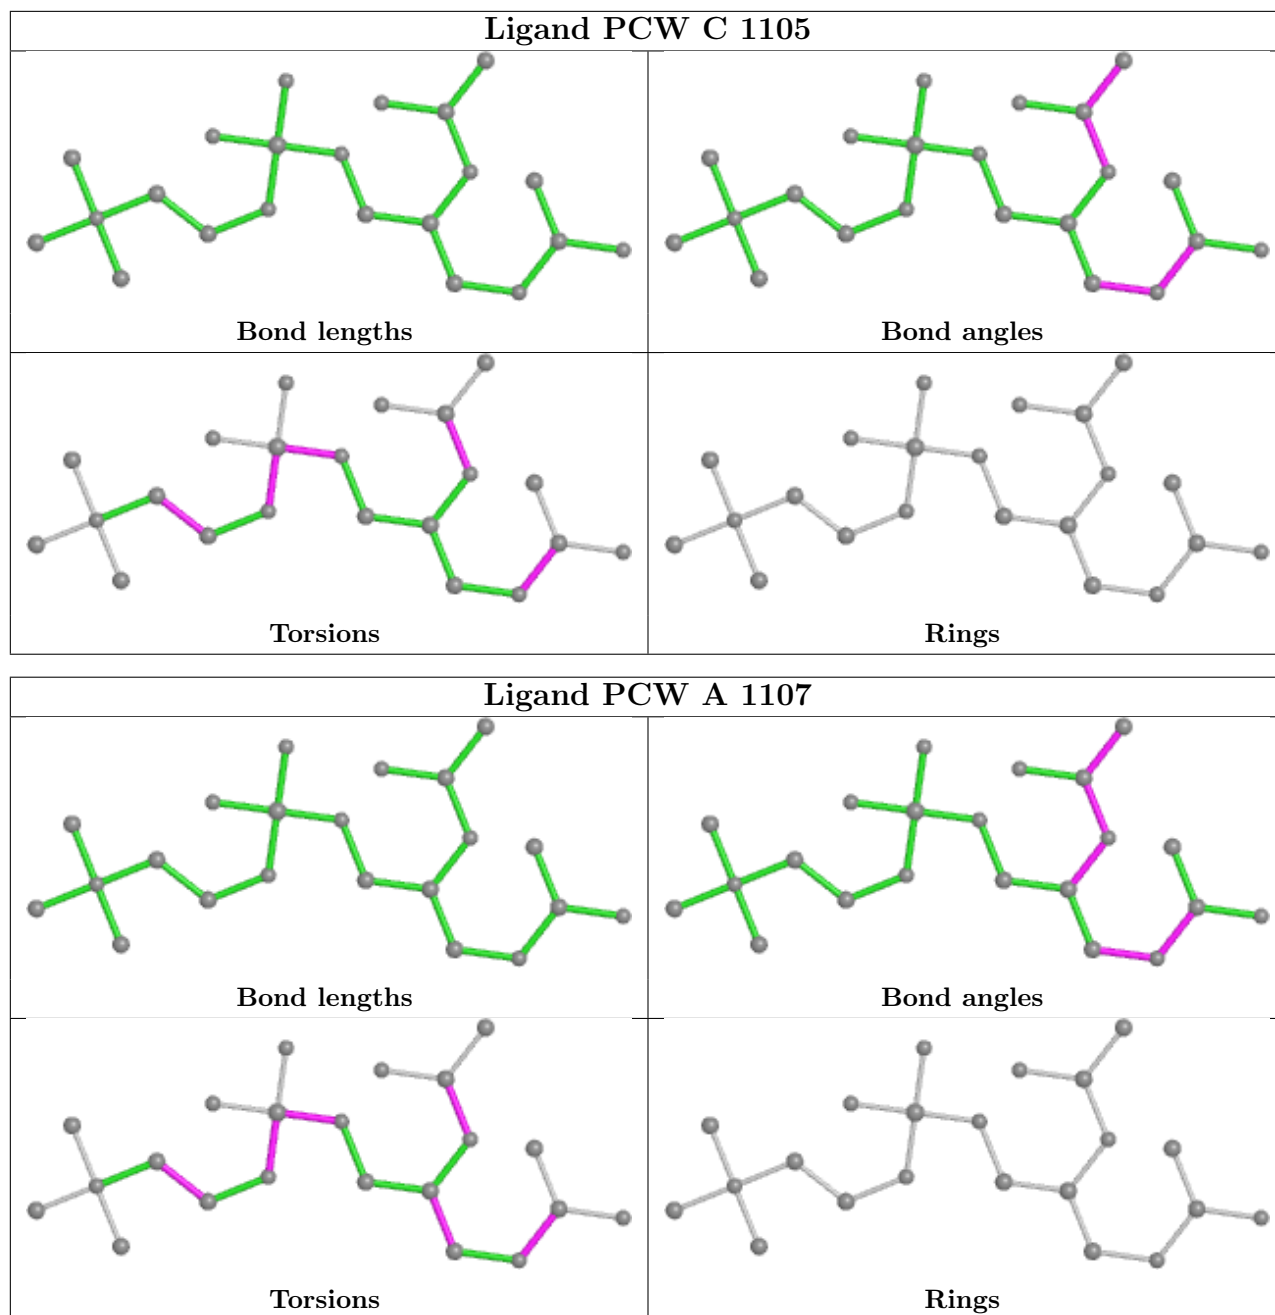 Ligand PCW C 1105
Bond lengths
Bond angles
Torsions
Rings
Ligand PCW A 1107
Bond lengths
Bond angles
Torsions
Rings